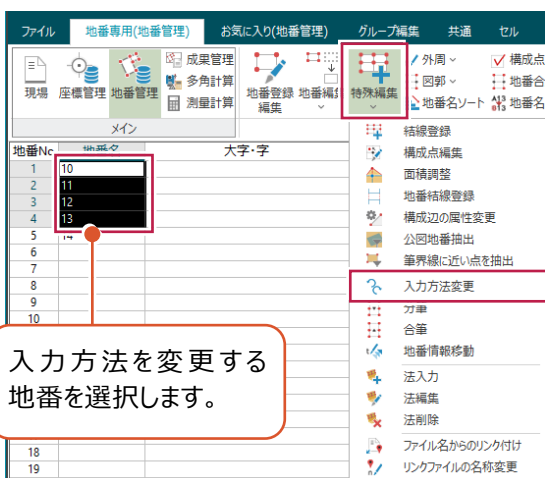 ファイル 地番専用(地番管理) お気に入り(地番管理) グループ編集 共通 セル
現場 座標管理 地番管理
成果管理
多角計算
測量計算
メイン
地番登録
編集
地番編集
特殊編集
外周
図郭
地番名ソート
構成点
地番合
地番名
地番No 地番名 大字・字
1 10
2 11
3 12
4 13
5 14
6
7
8
9
10
18
19
入力方法を変更する
地番を選択します。
結線登録
構成点編集
面積調整
地番結線登録
構成辺の属性変更
公図地番抽出
筆界線に近い点を抽出
入力方法変更
分筆
合筆
地番情報移動
法入力
法編集
法削除
ファイル名からのリンク付け
リンクファイルの名称変更